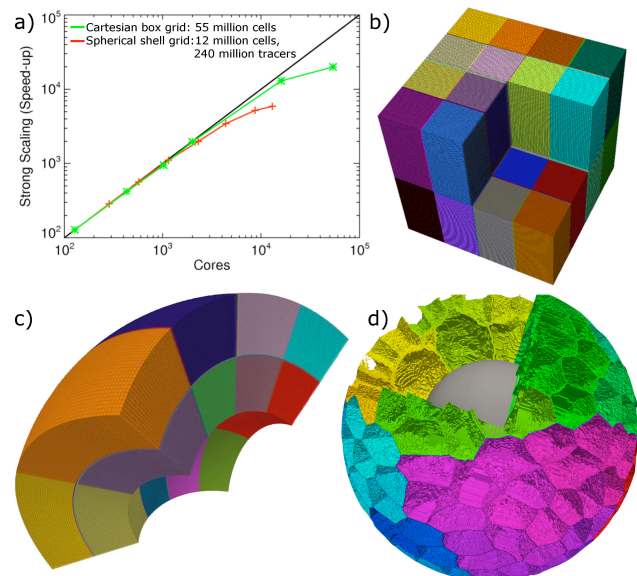 a)
Cartesian box grid: 55 million cells
Spherical shell grid: 12 million cells,
240 million tracers
Strong Scaling (Speed-up)
10^5
10^4
10^3
10^2
10^2 10^3 10^4 10^5
Cores
b)
c)
d)